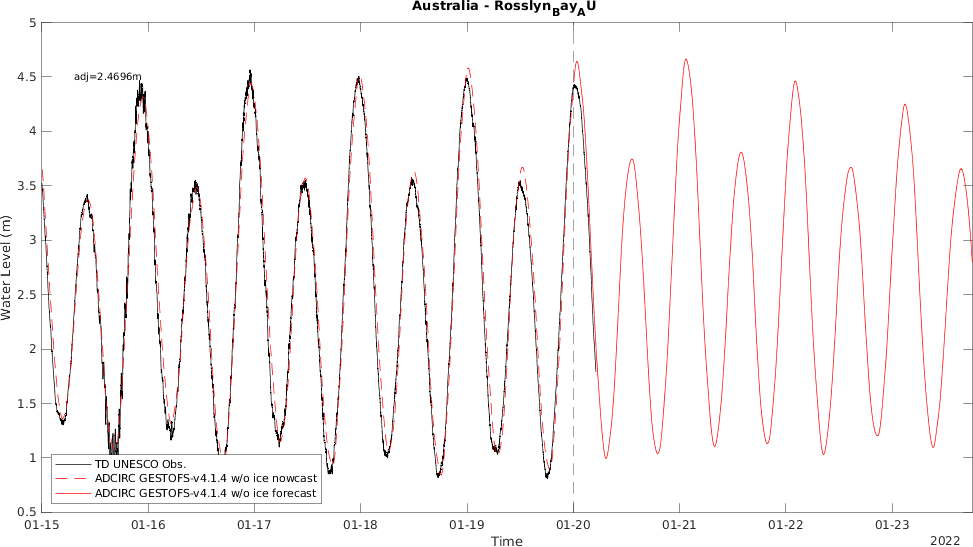 Australia - RosslynBayAU
5
4.5
4
3.5
3
2.5
2
1.5
1
0.5
Water Level (m)
adj=2.4696m
TD UNESCO Obs.
ADCIRC GESTOFS-v4.1.4 w/o ice nowcast
ADCIRC GESTOFS-v4.1.4 w/o ice forecast
01-15 01-16 01-17 01-18 01-19 01-20 01-21 01-22 01-23
Time
2022